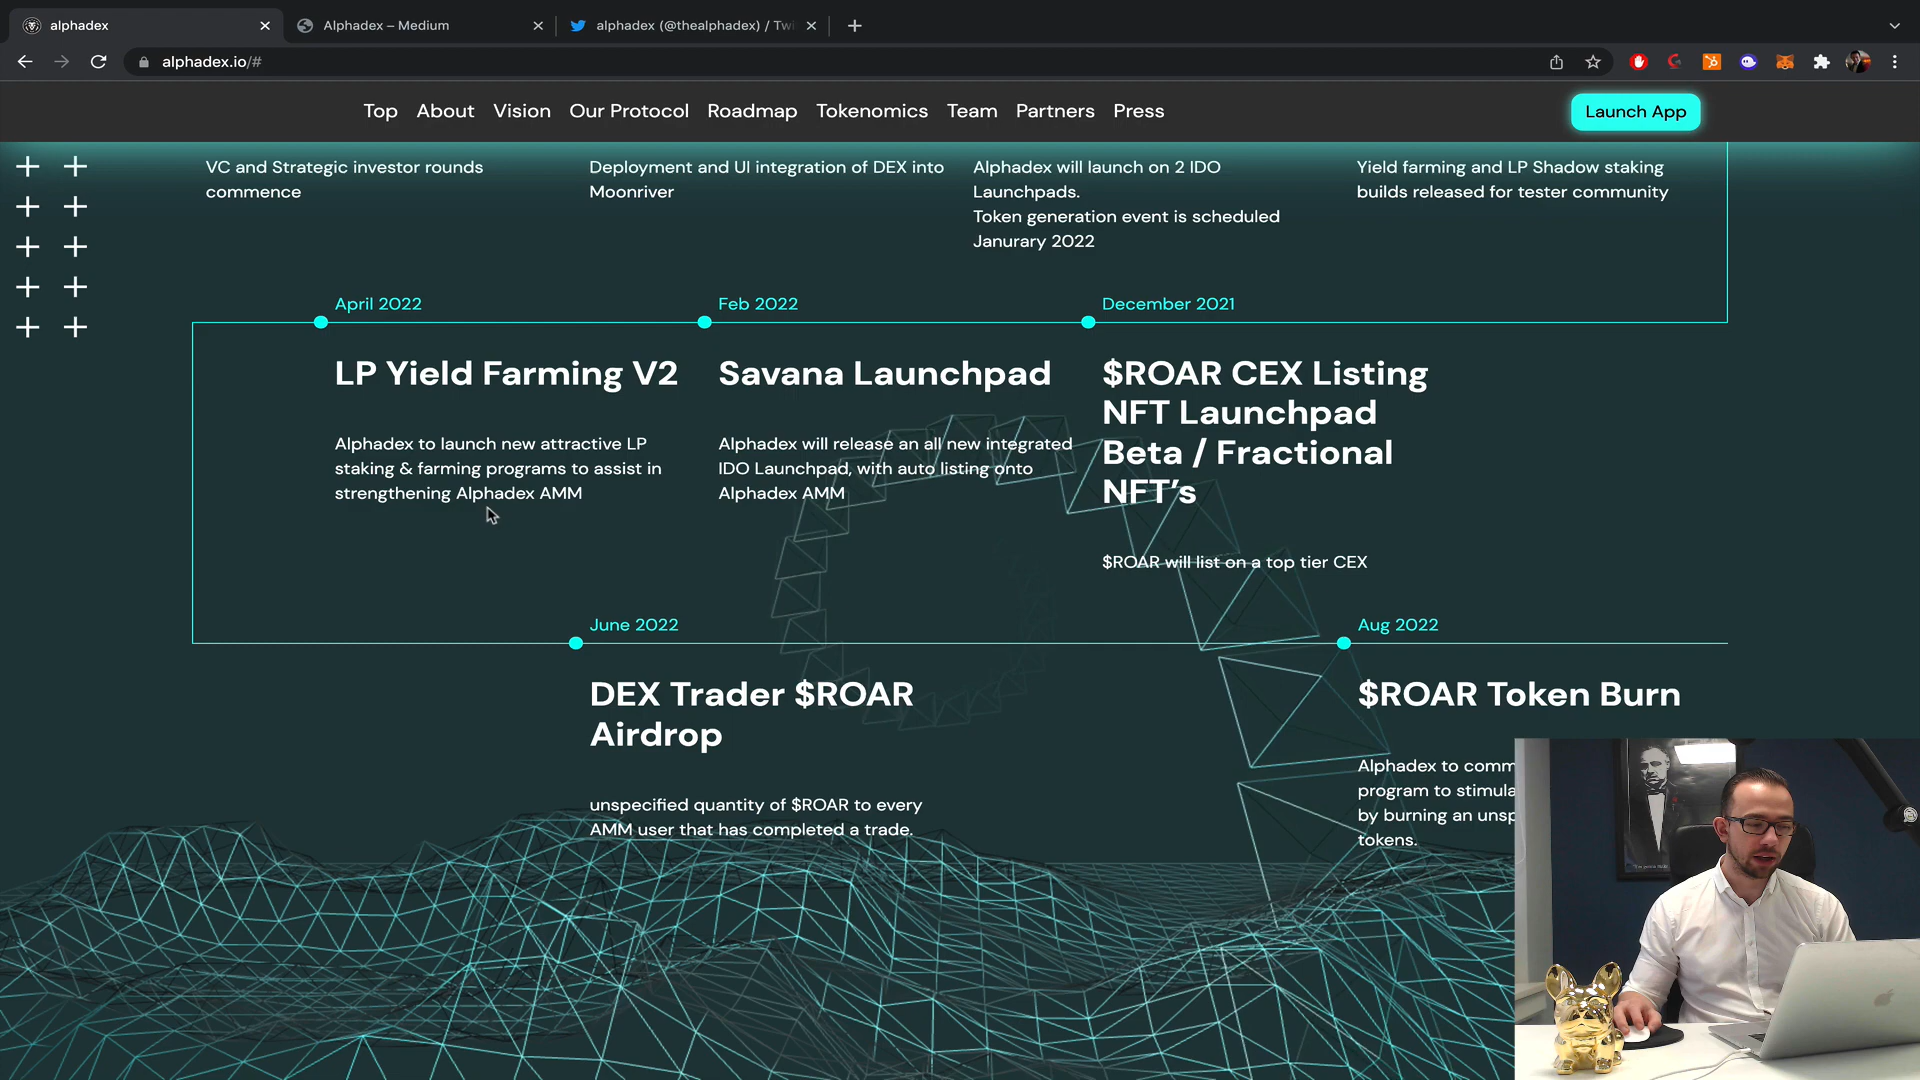 alphadex
Alphadex – Medium
alphadex (@thealphadex) / Twi
alphadex.io/#
Top
About
Vision
Our Protocol
Roadmap
Tokenomics
Team
Partners
Press
Launch App
VC and Strategic investor rounds
commence
Deployment and UI integration of DEX into
Moonriver
Alphadex will launch on 2 IDO
Launchpads.
Token generation event is scheduled
Janurary 2022
Yield farming and LP Shadow staking
builds released for tester community
April 2022
LP Yield Farming V2
Alphadex to launch new attractive LP
staking & farming programs to assist in
strengthening Alphadex AMM
Feb 2022
Savana Launchpad
Alphadex will release an all new integrated
IDO Launchpad, with auto listing onto
Alphadex AMM
December 2021
$ROAR CEX Listing
NFT Launchpad
Beta / Fractional
NFT's
$ROAR will list on a top tier CEX
June 2022
DEX Trader $ROAR
Airdrop
unspecified quantity of $ROAR to every
AMM user that has completed a trade.
Aug 2022
$ROAR Token Burn
Alphadex to comm
program to stimula
by burning an unsp
tokens.